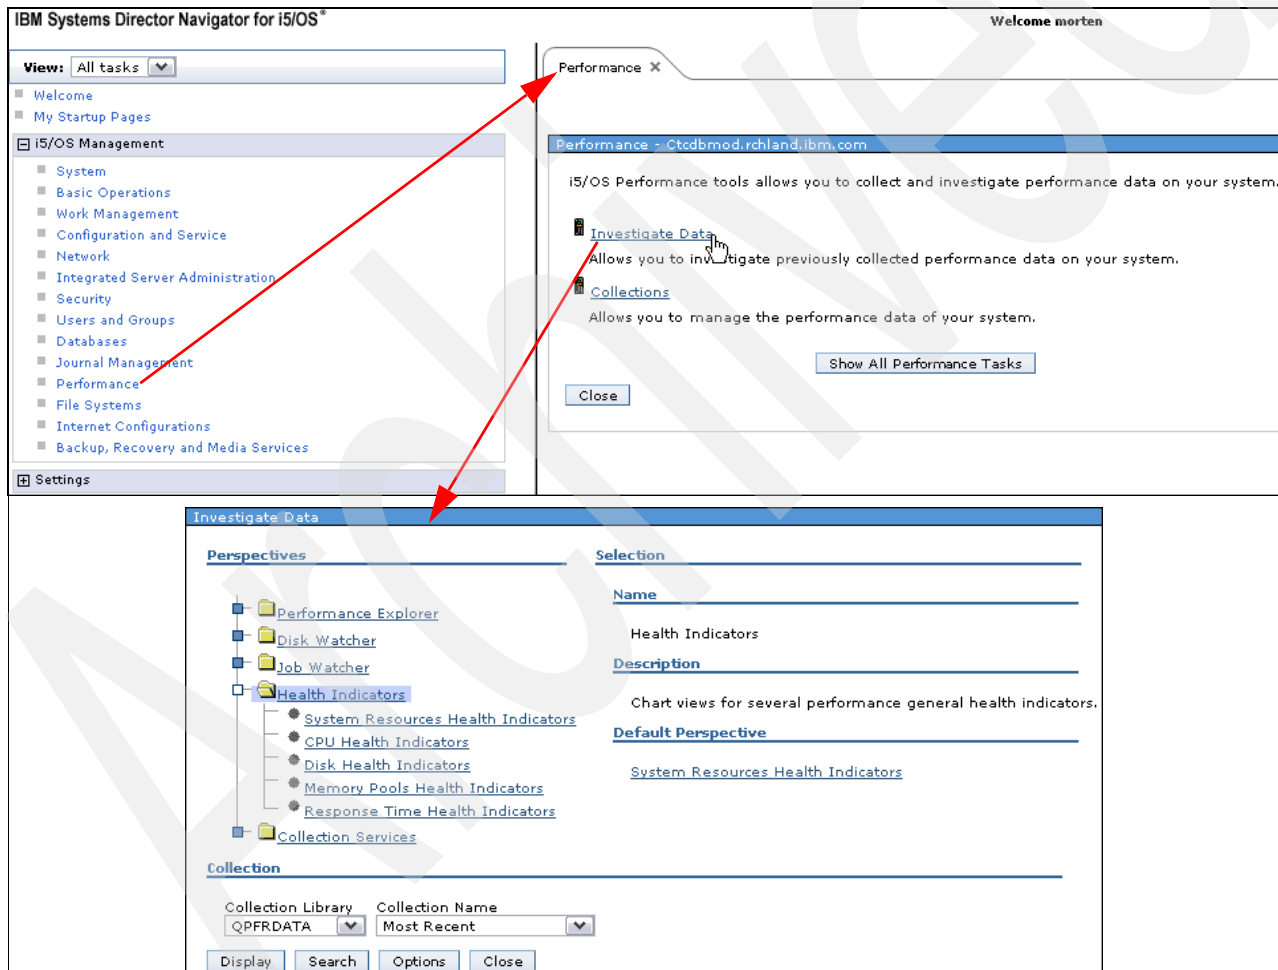 IBM Systems Director Navigator for i5/OS®
Welcome morten
View: All tasks
Welcome
My Startup Pages
i5/OS Management
System
Basic Operations
Work Management
Configuration and Service
Network
Integrated Server Administration
Security
Users and Groups
Databases
Journal Management
Performance
File Systems
Internet Configurations
Backup, Recovery and Media Services
Settings
Performance
Performance - Ctcdbmod.rchland.ibm.com
i5/OS Performance tools allows you to collect and investigate performance data on your system.
Investigate Data
Allows you to investigate previously collected performance data on your system.
Collections
Allows you to manage the performance data of your system.
Show All Performance Tasks
Close
Investigate Data
Perspectives
Performance Explorer
Disk Watcher
Job Watcher
Health Indicators
System Resources Health Indicators
CPU Health Indicators
Disk Health Indicators
Memory Pools Health Indicators
Response Time Health Indicators
Collection Services
Selection
Name
Health Indicators
Description
Chart views for several performance general health indicators.
Default Perspective
System Resources Health Indicators
Collection
Collection Library Collection Name
QPFRDATA Most Recent
Display Search Options Close
Archived